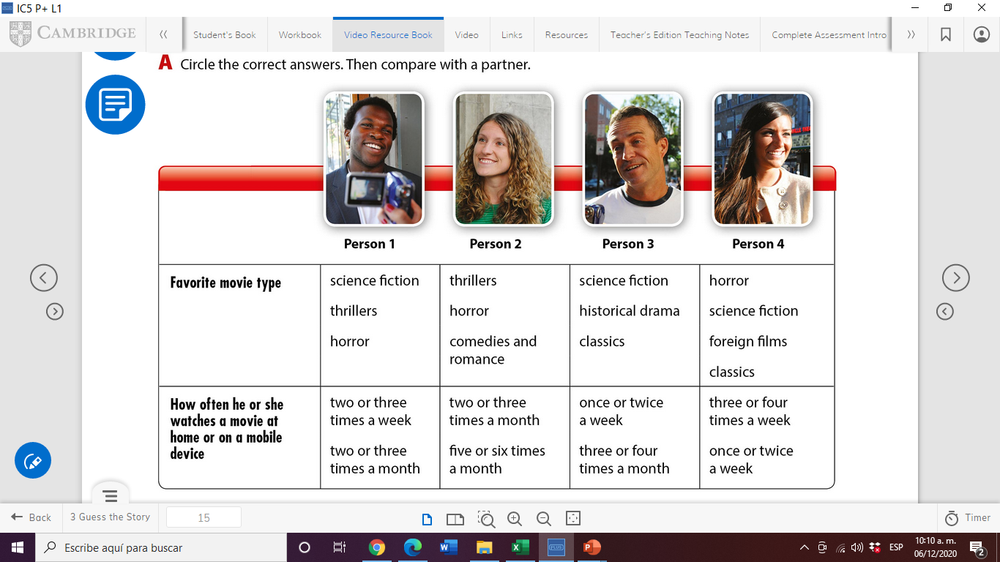 IC5 P+ L1
CAMBRIDGE
Student's Book
Workbook
Video Resource Book
Video
Links
Resources
Teacher's Edition Teaching Notes
Complete Assessment Intro
A Circle the correct answers. Then compare with a partner.
Person 1
Person 2
Person 3
Person 4
Favorite movie type
science fiction
thrillers
horror
thrillers
horror
comedies and
romance
science fiction
historical drama
classics
horror
science fiction
foreign films
classics
How often he or she
watches a movie at
home or on a mobile
device
two or three
times a week
two or three
times a month
two or three
times a month
five or six times
a month
once or twice
a week
three or four
times a month
three or four
times a week
once or twice
a week
Back
3 Guess the Story
15
Timer
Escribe aquí para buscar
PLUS
ESP
10:10 a. m.
06/12/2020
2